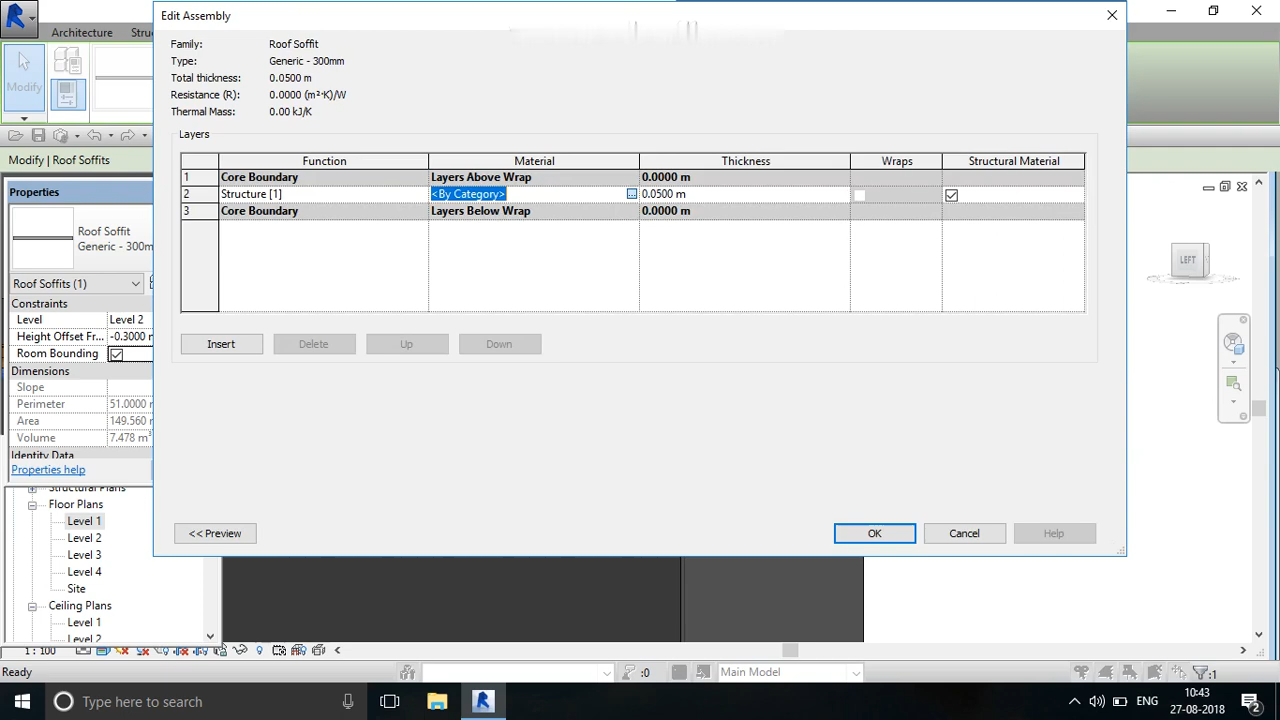 Edit Assembly
Architecture
Modify
Modify | Roof Soffits
Family: Roof Soffit
Type: Generic - 300mm
Total thickness: 0.0500 m
Resistance (R): 0.0000 (m²·K)/W
Thermal Mass: 0.00 kJ/K
Layers
Function Material Thickness Wraps Structural Material
1 Core Boundary Layers Above Wrap 0.0000 m
2 Structure [1] <By Category> 0.0500 m
3 Core Boundary Layers Below Wrap 0.0000 m
Insert Delete Up Down
<< Preview OK Cancel Help
Properties
Roof Soffit
Generic - 300m
Roof Soffits (1)
Constraints
Level Level 2
Height Offset Fr... -0.3000 m
Room Bounding
Dimensions
Slope
Perimeter 51.0000
Area 149.560
Volume 7.478 m³
Identity Data
Properties help
Structural Plans
Floor Plans
Level 1
Level 2
Level 3
Level 4
Site
Ceiling Plans
Level 1
Level 2
LEFT
1 : 100
Ready :0 Main Model :1
Type here to search
ENG
10:43
27-08-2018
2